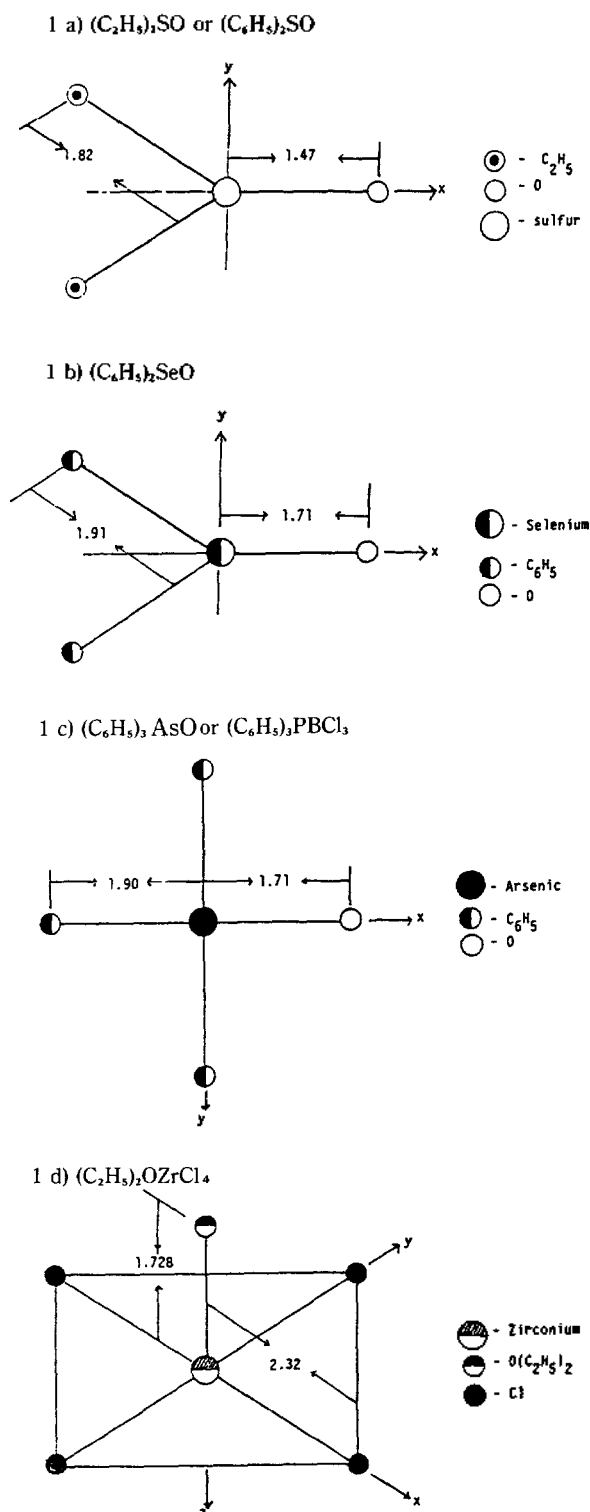 1 a) (C₂H₅)₂SO or (C₆H₅)₂SO
y
1.82
1.47
x
- C₂H₅
- O
- sulfur
1 b) (C₆H₅)₂SeO
y
1.91
1.71
x
- Selenium
- C₆H₅
- O
1 c) (C₆H₅)₃ AsO or (C₆H₅)₃PBCl₃
1.90
1.71
x
- Arsenic
- C₆H₅
- O
y
1 d) (C₂H₅)₂OZrCl₄
y
1.728
2.32
- Zirconium
- O(C₂H₅)₂
- Cl
x